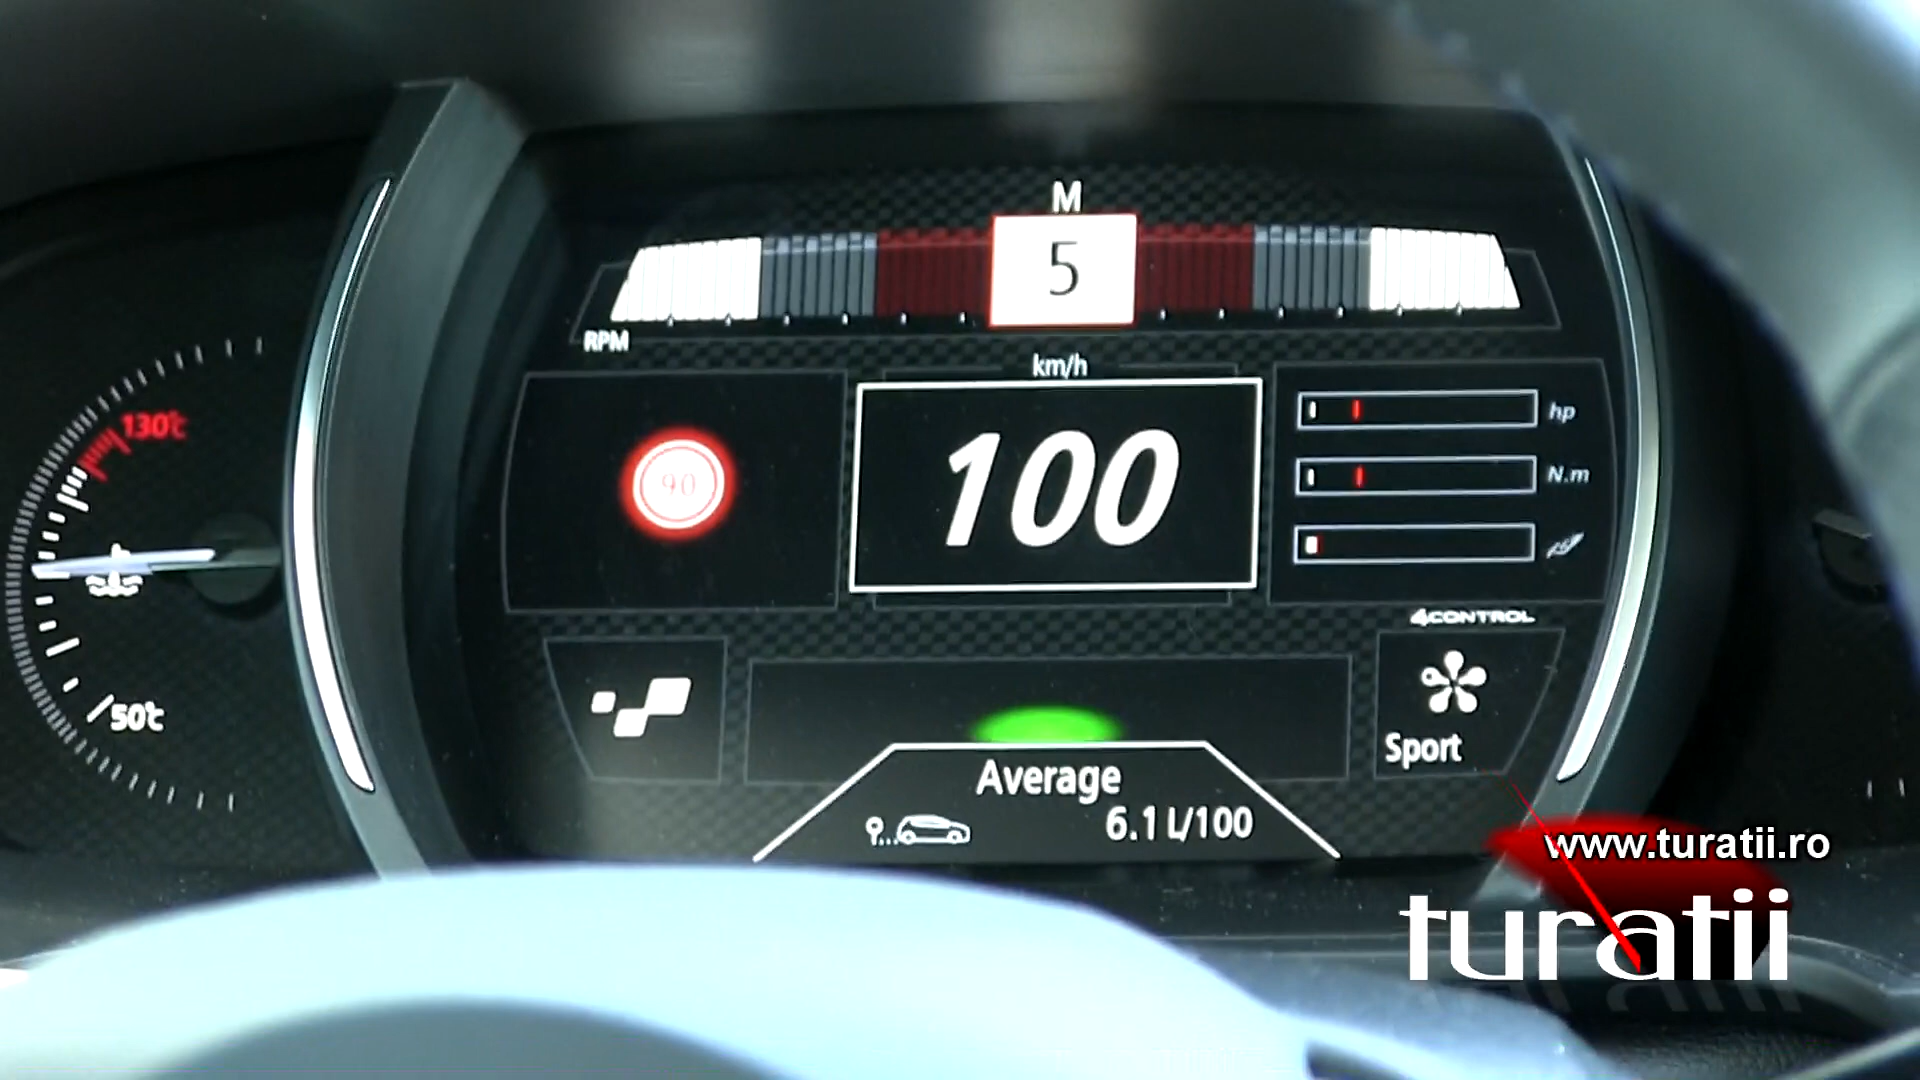 M
5
RPM
km/h
130°C
90
100
hp
N.m
4CONTROL
50°C
Sport
Average
6.1 L/100
www.turatii.ro
turatii